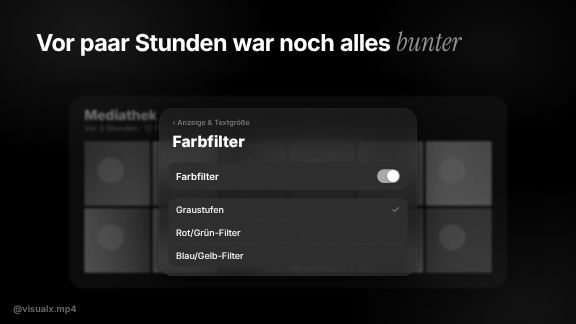 Vor paar Stunden war noch alles bunter
Mediathek
‹ Anzeige & Textgröße
Farbfilter
Farbfilter
Graustufen
Rot/Grün-Filter
Blau/Gelb-Filter
@visualx.mp4